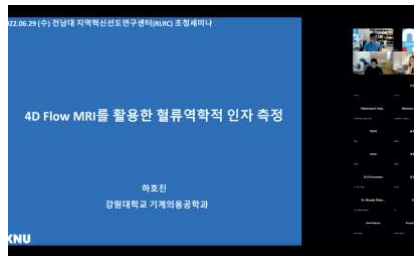 022.06.29 (수) 전남대 지역혁신선도연구센터(RLRC) 초청세미나
4D Flow MRI를 활용한 혈류역학적 인자 측정
하호진
강원대학교 기계의용공학과
KNU